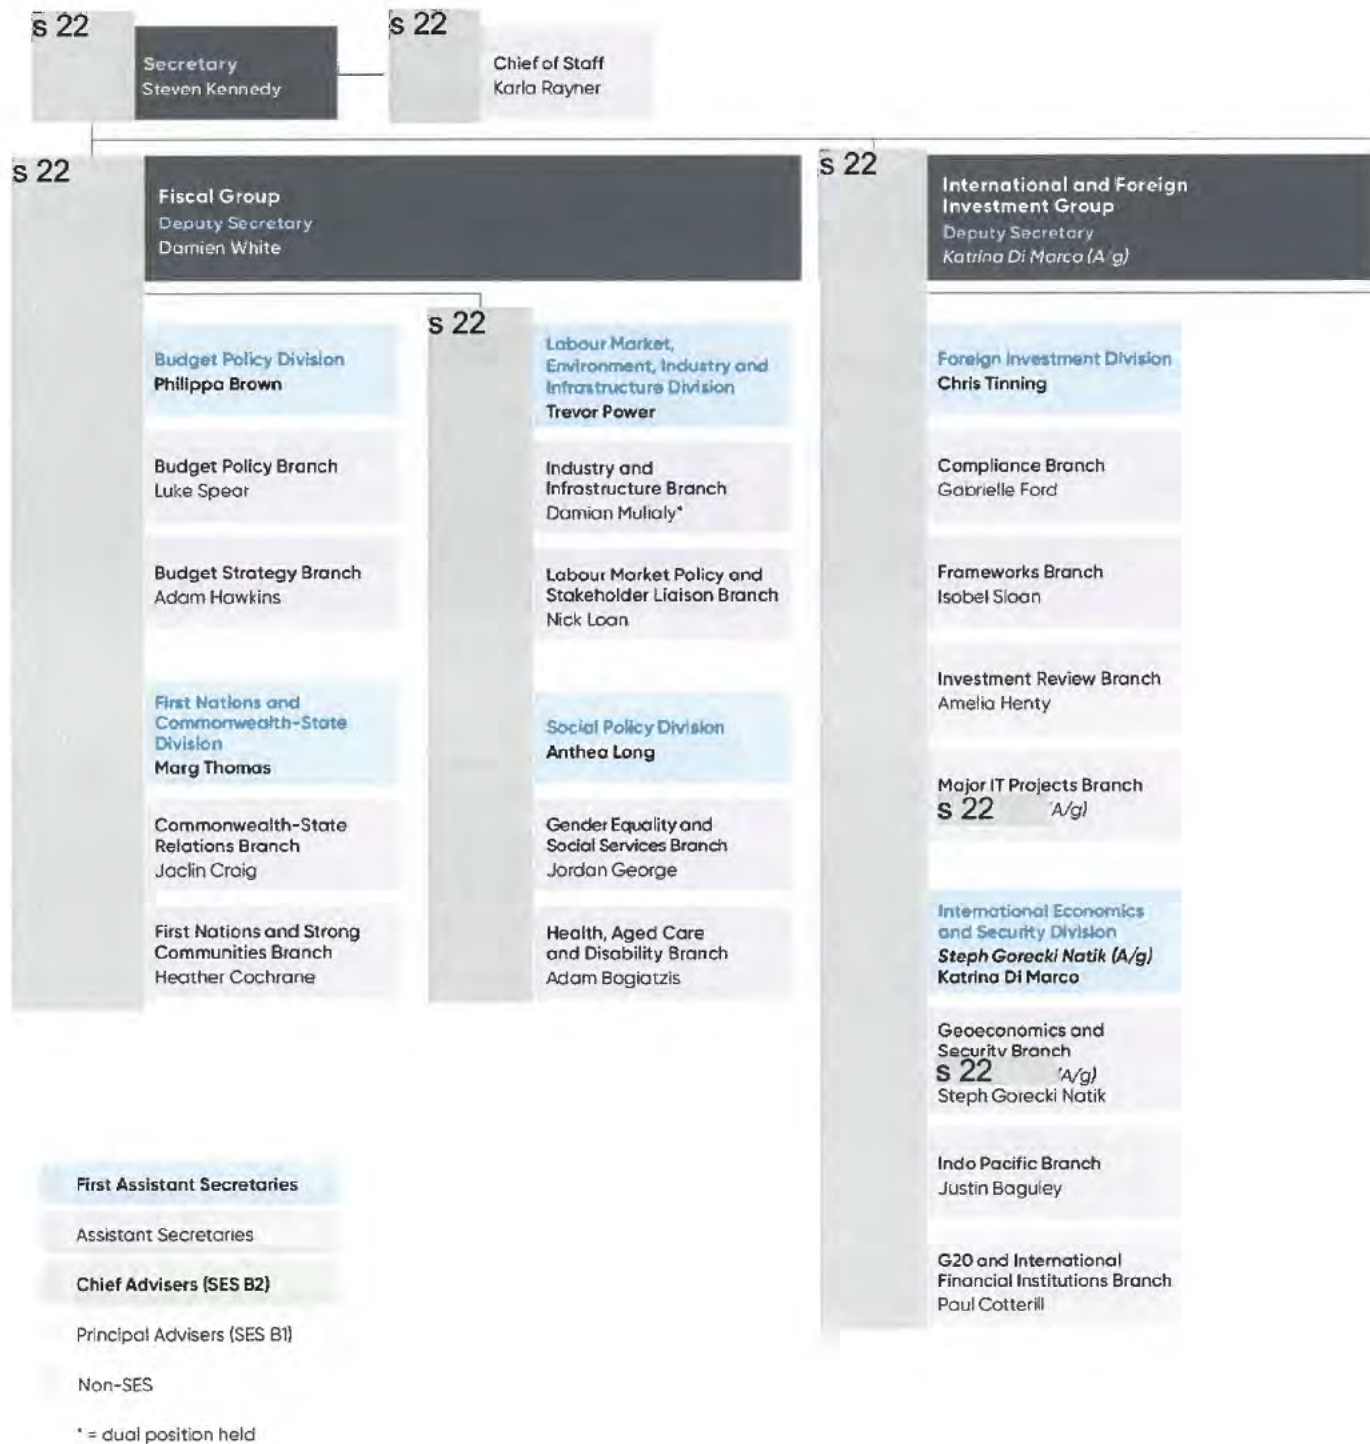 s 22
Secretary
Steven Kennedy
s 22
Chief of Staff
Karla Rayner
s 22
Fiscal Group
Deputy Secretary
Damien White
Budget Policy Division
Philippa Brown
Budget Policy Branch
Luke Spear
Budget Strategy Branch
Adam Hawkins
First Nations and
Commonwealth-State
Division
Marg Thomas
Commonwealth-State
Relations Branch
Jaclin Craig
First Nations and Strong
Communities Branch
Heather Cochrane
s 22
Labour Market,
Environment, Industry and
Infrastructure Division
Trevor Power
Industry and
Infrastructure Branch
Damian Mulialy*
Labour Market Policy and
Stakeholder Liaison Branch
Nick Loan
Social Policy Division
Anthea Long
Gender Equality and
Social Services Branch
Jordan George
Health, Aged Care
and Disability Branch
Adam Bogiatzis
s 22
International and Foreign
Investment Group
Deputy Secretary
Katrina Di Marco (A/g)
Foreign Investment Division
Chris Tinning
Compliance Branch
Gabrielle Ford
Frameworks Branch
Isobel Sloan
Investment Review Branch
Amelia Henty
Major IT Projects Branch
s 22 (A/g)
International Economics
and Security Division
Steph Gorecki Natik (A/g)
Katrina Di Marco
Geoeconomics and
Security Branch
s 22 (A/g)
Steph Gorecki Natik
Indo Pacific Branch
Justin Baguley
G20 and International
Financial Institutions Branch
Paul Cotterill
First Assistant Secretaries
Assistant Secretaries
Chief Advisers (SES B2)
Principal Advisers (SES B1)
Non-SES
* = dual position held